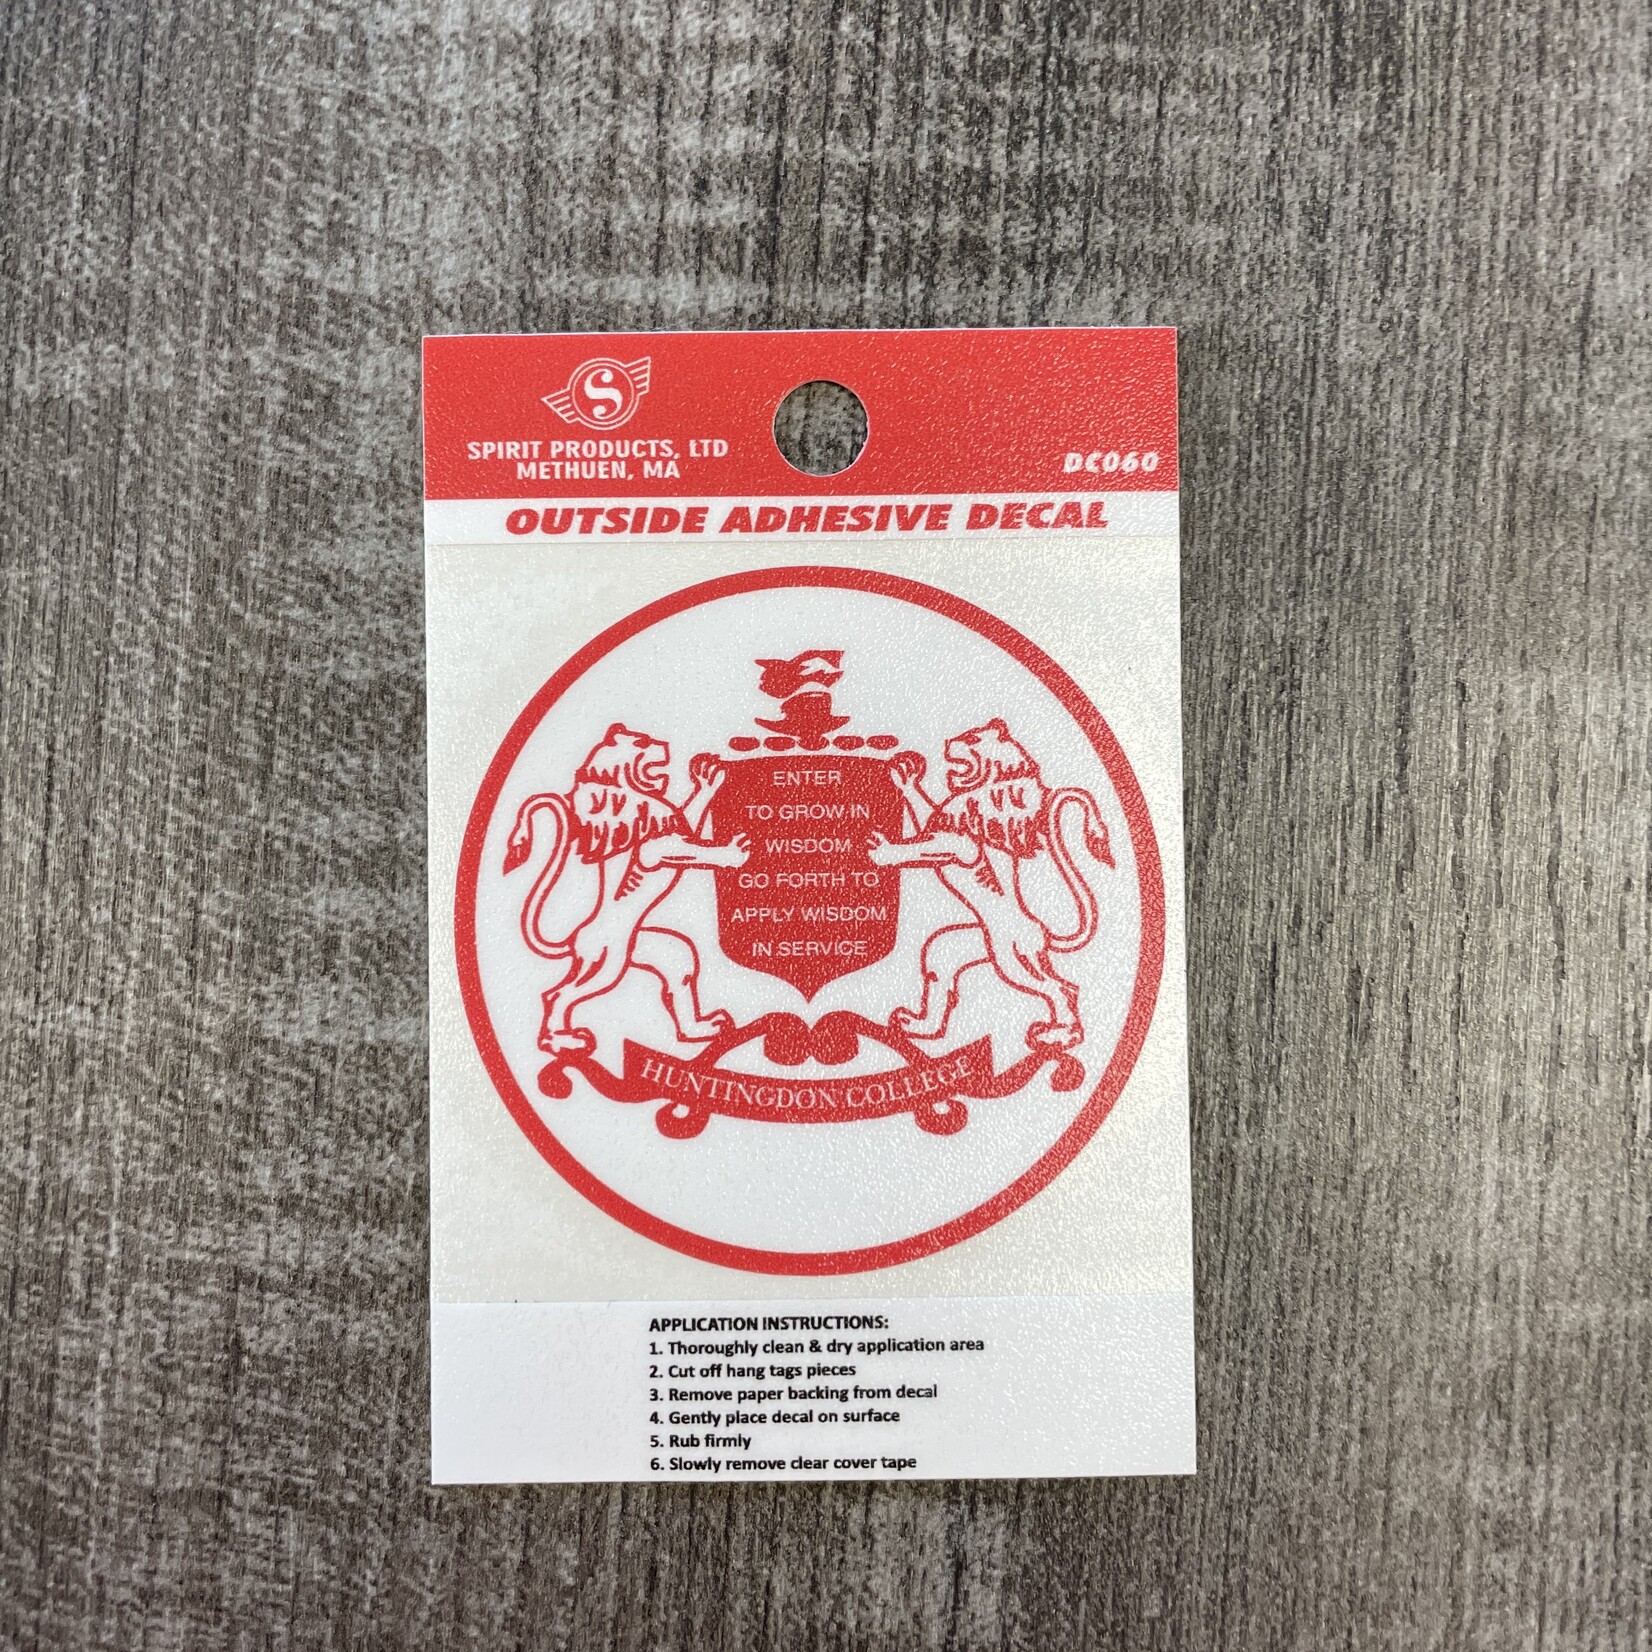 S
SPIRIT PRODUCTS, LTD
METHUEN, MA
DC060
OUTSIDE ADHESIVE DECAL
ENTER
TO GROW IN
WISDOM
GO FORTH TO
APPLY WISDOM
IN SERVICE
HUNTINGDON COLLEGE
APPLICATION INSTRUCTIONS:
1. Thoroughly clean & dry application area
2. Cut off hang tags pieces
3. Remove paper backing from decal
4. Gently place decal on surface
5. Rub firmly
6. Slowly remove clear cover tape